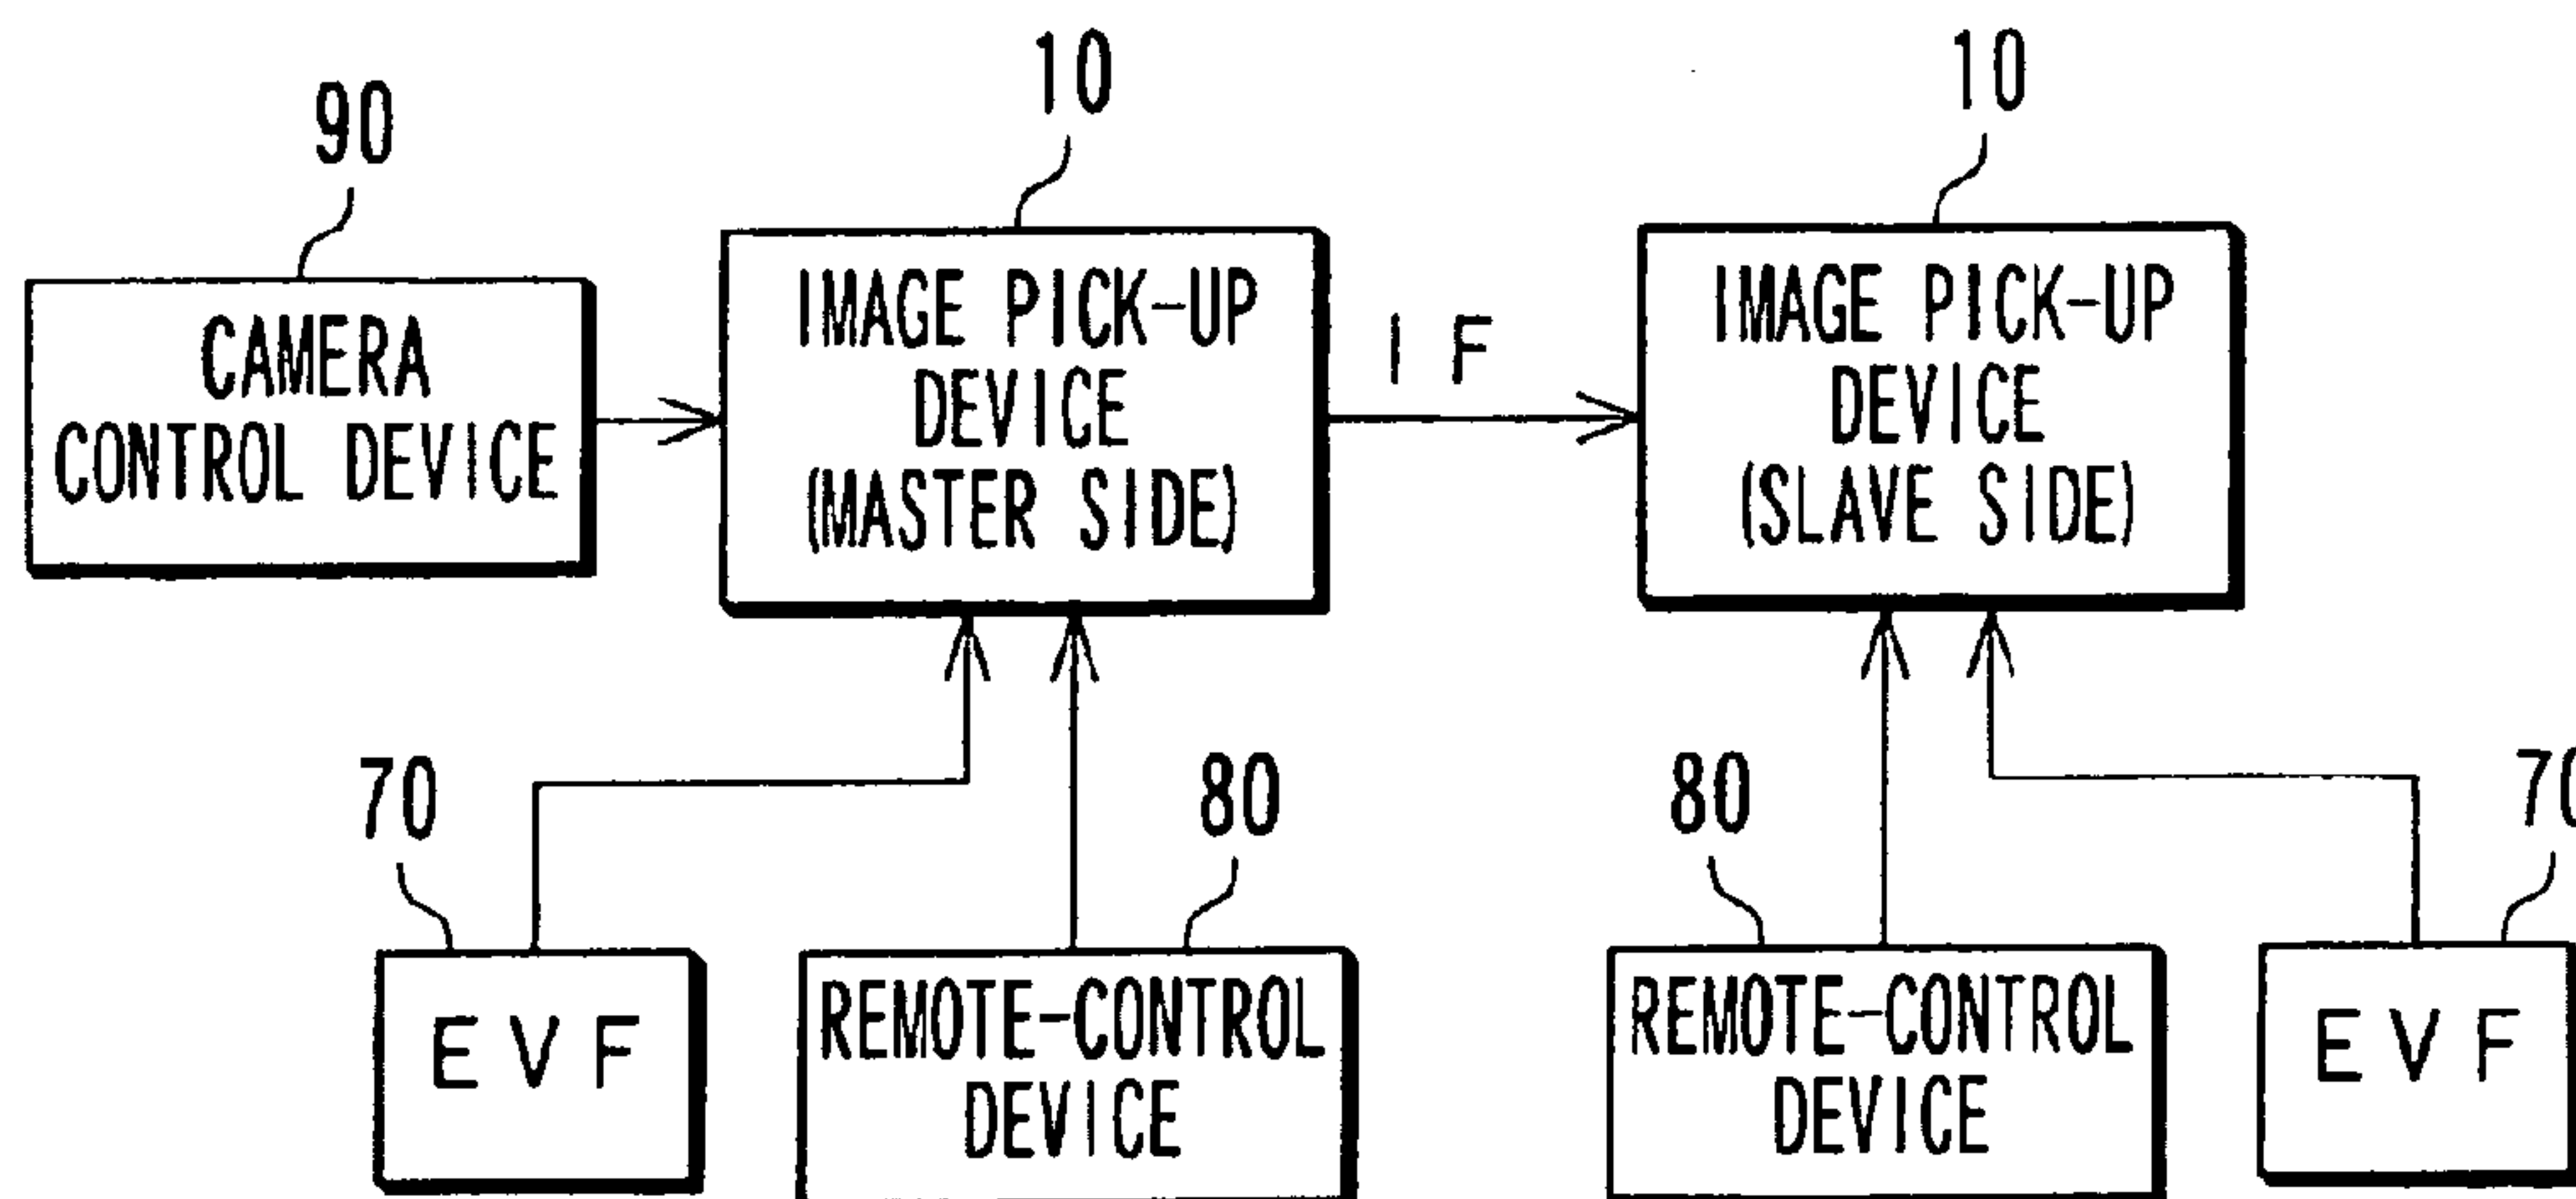 90
10
10
CAMERA
CONTROL DEVICE
IMAGE PICK-UP
DEVICE
(MASTER SIDE)
IF
IMAGE PICK-UP
DEVICE
(SLAVE SIDE)
70
80
80
70
EVF
REMOTE-CONTROL
DEVICE
REMOTE-CONTROL
DEVICE
EVF